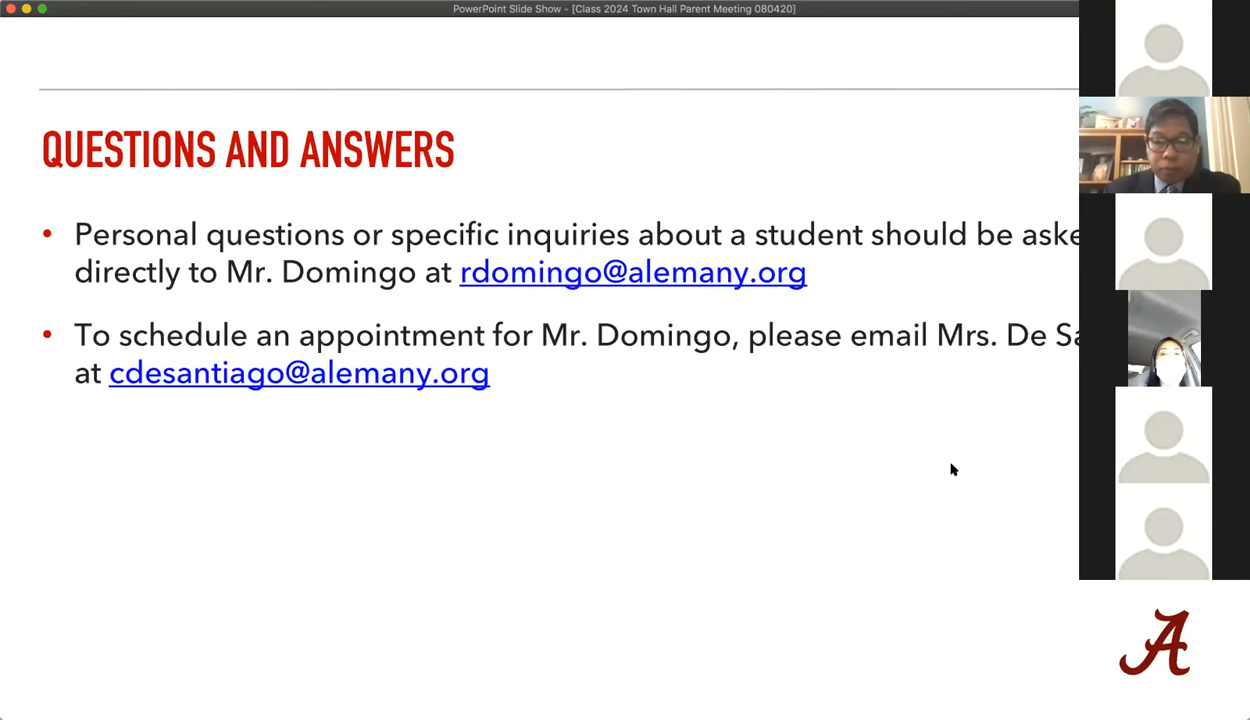 PowerPoint Slide Show - [Class 2024 Town Hall Parent Meeting 080420]
QUESTIONS AND ANSWERS
• Personal questions or specific inquiries about a student should be
directly to Mr. Domingo at rdomingo@alemany.org
• To schedule an appointment for Mr. Domingo, please email Mrs. De
at cdesantiago@alemany.org
A